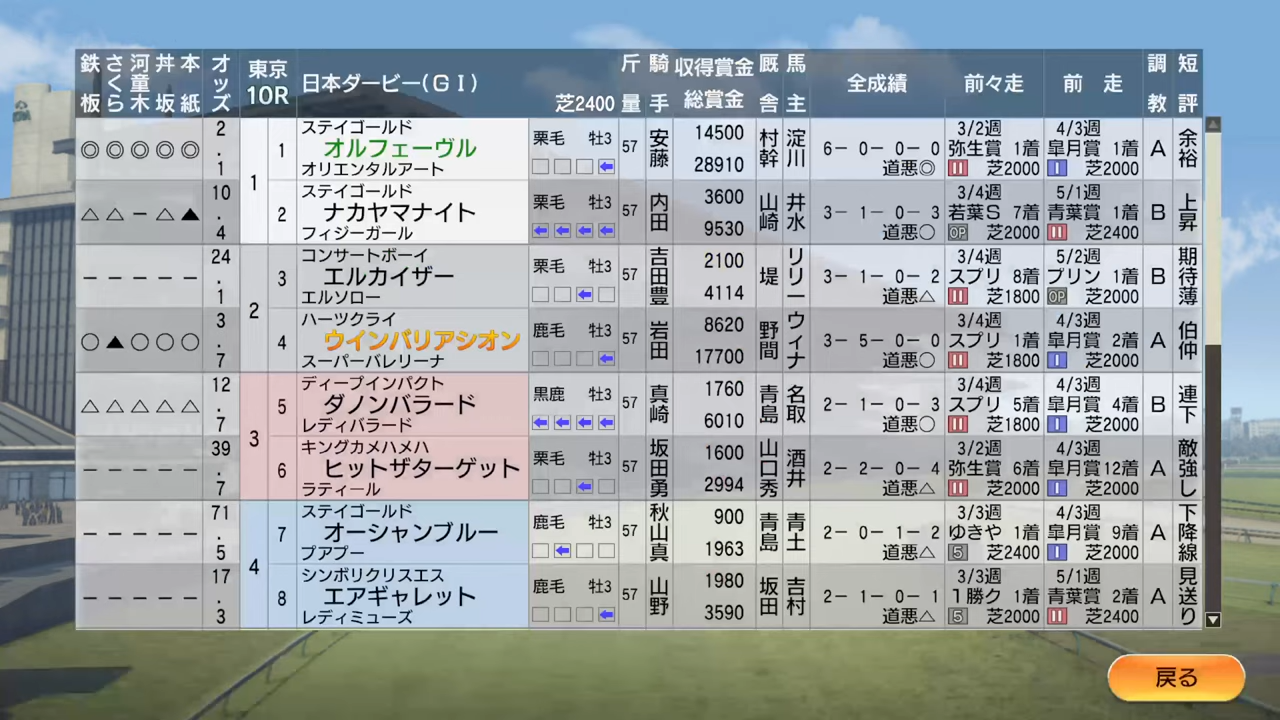 鉄板 さくら 河童木 井坂 本紙 オッズ 東京10R 日本ダービー(GⅠ) 芝2400 斤量 騎手 収得賞金 総賞金 厩舎 馬主 全成績 前々走 前 走 調教 短評
◎◎◎◎◎ 2.1 1 1 ステイゴールド 栗毛 牡3 57 安藤 14500 村幹 淀川 3/2週 4/3週 A 余裕
オルフェーヴル 6- 0- 0- 0 弥生賞 1着 皐月賞 1着
オリエンタルアート 28910 道悪◎ II 芝2000 I 芝2000
△△－△▲ 10.4 2 ステイゴールド 栗毛 牡3 57 内田 3600 山崎 井水 3/4週 5/1週 B 上昇
ナカヤマナイト 3- 1- 0- 3 若葉S 7着 青葉賞 1着
フィジーガール 9530 道悪○ OP 芝2000 II 芝2400
－－－－－ 24.1 2 3 コンサートボーイ 栗毛 牡3 57 吉田豊 2100 堤 リリー 3/4週 5/2週 B 期待薄
エルカイザー 3- 1- 0- 2 スプリ 8着 プリン 1着
エルソロー 4114 道悪△ II 芝1800 OP 芝2000
○▲○○○ 3.7 4 ハーツクライ 鹿毛 牡3 57 岩田 8620 野間 ウィナ 3/4週 4/3週 A 伯仲
ウインバリアシオン 3- 5- 0- 0 スプリ 1着 皐月賞 2着
スーパーバレリーナ 17700 道悪○ II 芝1800 I 芝2000
△△△△△ 12.7 3 5 ディープインパクト 黒鹿 牡3 57 真崎 1760 青島 名取 3/4週 4/3週 B 連下
ダノンバラード 2- 1- 0- 3 スプリ 5着 皐月賞 4着
レディバラード 6010 道悪○ II 芝1800 I 芝2000
－－－－－ 39.7 6 キングカメハメハ 栗毛 牡3 57 坂田勇 1600 山口秀 酒井 3/2週 4/3週 A 敵強し
ヒットザターゲット 2- 2- 0- 4 弥生賞 6着 皐月賞12着
ラティール 2994 道悪△ II 芝2000 I 芝2000
－－－－－ 71.5 4 7 ステイゴールド 鹿毛 牡3 57 秋山真 900 青島 青土 3/3週 4/3週 A 下降線
オーシャンブルー 2- 0- 1- 2 ゆきや 1着 皐月賞 9着
プアプー 1963 道悪△ 5 芝2400 I 芝2000
－－－－－ 17.3 8 シンボリクリスエス 鹿毛 牡3 57 山野 1980 坂田 吉村 3/3週 5/1週 A 見送り
エアギャレット 2- 1- 0- 1 1勝ク 1着 青葉賞 2着
レディミューズ 3590 道悪△ 5 芝2000 II 芝2400
戻る